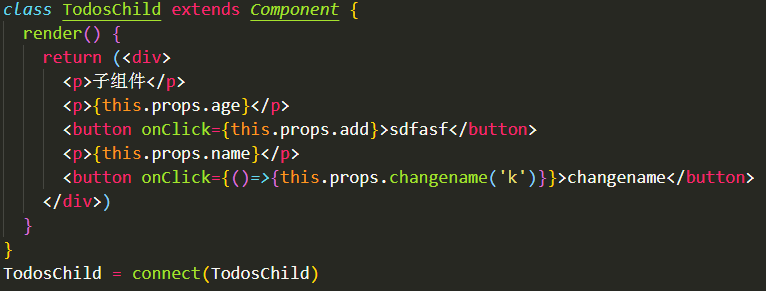 class TodosChild extends Component {
render() {
return (<div>
<p>子组件</p>
<p>{this.props.age}</p>
<button onClick={this.props.add}>sdfasf</button>
<p>{this.props.name}</p>
<button onClick={()=>{this.props.changename('k')}}>changename</button>
</div>)
}
}
TodosChild = connect(TodosChild)